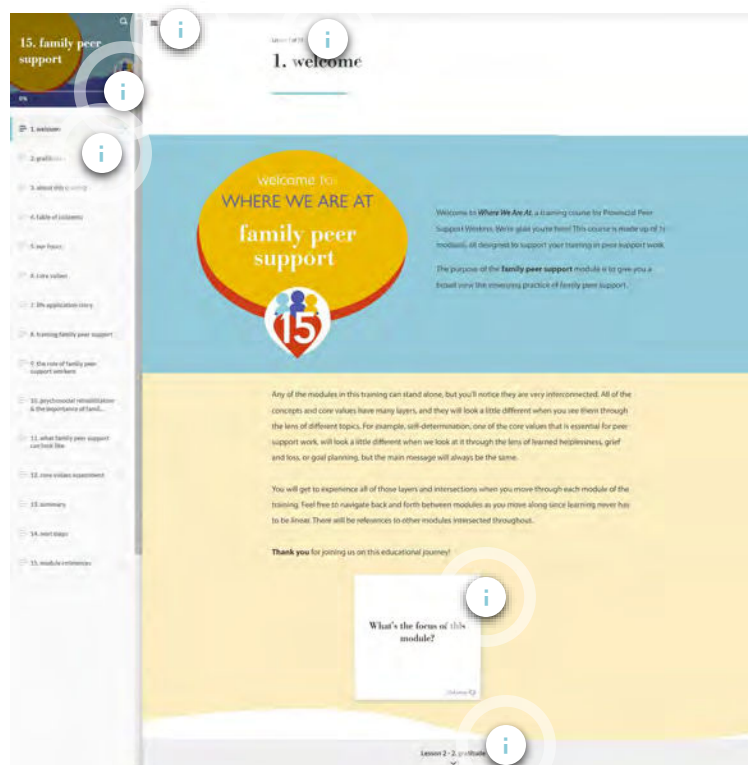 15. family peer
support
0%
1. welcome
2. gratitude
3. about this training
4. table of contents
5. our hopes
6. core values
7. life application story
8. training family peer support
9. the role of family peer
support workers
10. psychosocial rehabilitation
& the importance of famil...
11. what family peer support
can look like
12. core values assessment
13. summary
14. next steps
15. module references
i
i
i
i
Lesson 1 of 15
1. welcome
welcome to:
WHERE WE ARE AT
family peer
support
15
Welcome to Where We Are At, a training course for Provincial Peer
Support Workers. We're glad you're here! This course is made up of
modules, all designed to support your training in peer support work.
The purpose of the family peer support module is to give you a
broad view the emerging practice of family peer support.
Any of the modules in this training can stand alone, but you'll notice they are very interconnected. All of the
concepts and core values have many layers, and they will look a little different when you see them through
the lens of different topics. For example, self-determination, one of the core values that is essential for peer
support work, will look a little different when we look at it through the lens of learned helplessness, grief
and loss, or goal planning, but the main message will always be the same.
You will get to experience all of those layers and intersections when you move through each module of the
training. Feel free to navigate back and forth between modules as you move along since learning never has
to be linear. There will be references to other modules intersected throughout.
Thank you for joining us on this educational journey!
What's the focus of this
module?
i
Lesson 2 - 2. gratitude
i